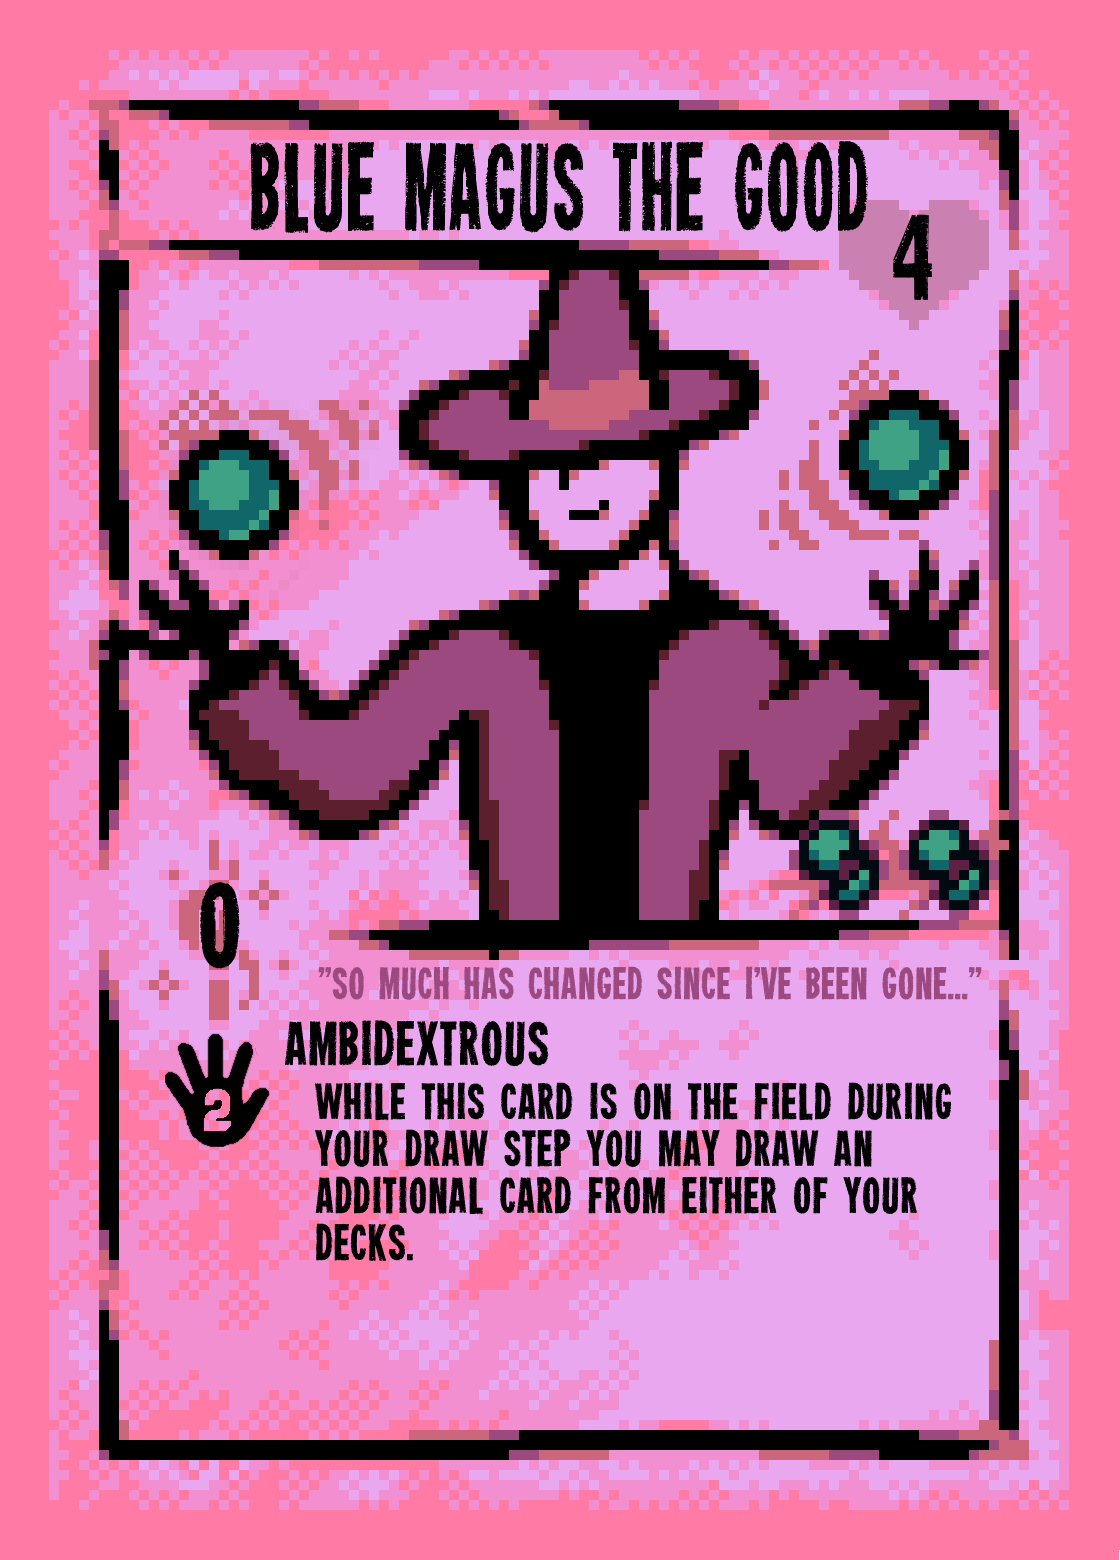 BLUE MAGUS THE GOOD
4
0
"SO MUCH HAS CHANGED SINCE I'VE BEEN GONE..."
AMBIDEXTROUS
2
WHILE THIS CARD IS ON THE FIELD DURING
YOUR DRAW STEP YOU MAY DRAW AN
ADDITIONAL CARD FROM EITHER OF YOUR
DECKS.